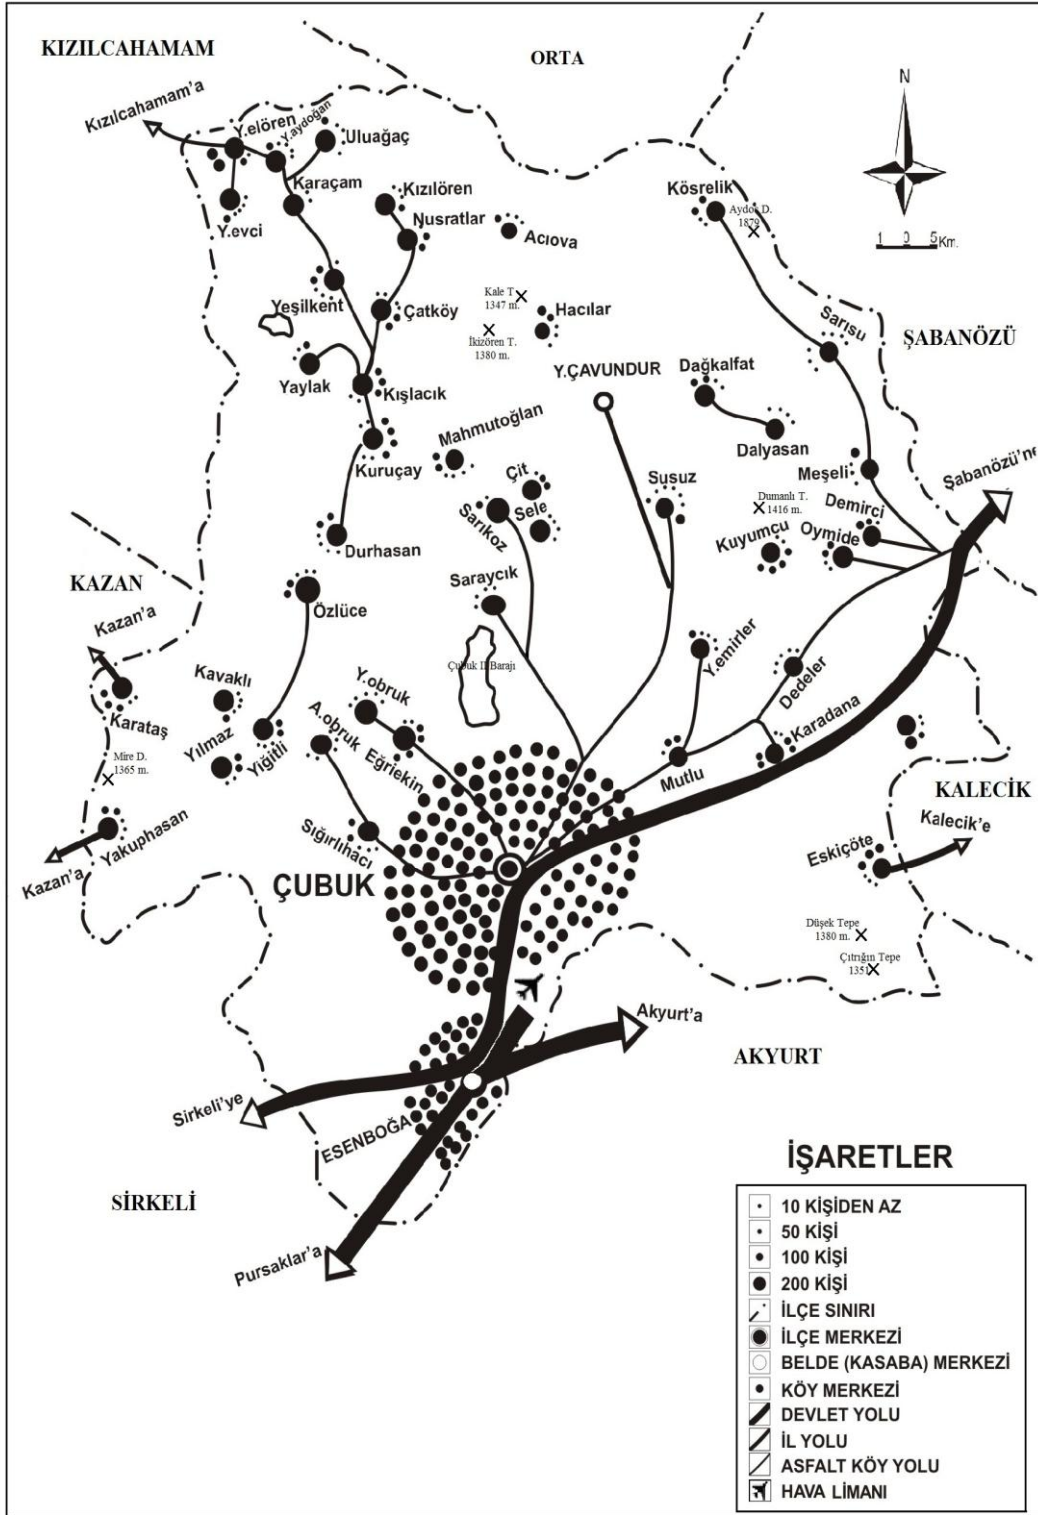 KIZILCAHAMAM
ORTA
Kızılcahamam'a
Y.elören
Y.aydoğan
Uluağaç
N
Karaçam
Kızılören
Kösrelik
Y.evci
Nusratlar
Acıova
Aydos D.
1879
1 0 5 Km.
Yeşilkent
Çatköy
Kale T
1347 m.
Hacılar
İkizören T.
1380 m.
Sarısu
ŞABANÖZÜ
Yaylak
Kışlacık
Y.ÇAVUNDUR
Dağkalfat
Mahmutoğlan
Kuruçay
Dalyasan
Çit
Susuz
Meşeli
Şabanözü'ne
Sarıkoz
Sele
Dumanlı T.
1416 m.
Demirci
Durhasan
Kuyumcu
Oymide
KAZAN
Saraycık
Kazan'a
Özlüce
Çubuk II Barajı
Y.emirler
Dedeler
Kavaklı
Y.obruk
Karataş
A.obruk
Karadana
Yılmaz
Yiğitli
Eğriekin
Mire D.
1365 m.
Mutlu
KALECİK
Yakuphasan
Sığırlıhacı
Kalecik'e
Kazan'a
ÇUBUK
Eskiçöte
Düşek Tepe
1380 m.
Çıtrığın Tepe
1351
Akyurt'a
AKYURT
Sirkeli'ye
ESENBOĞA
SİRKELİ
Pursaklar'a
İŞARETLER
10 KİŞİDEN AZ
50 KİŞİ
100 KİŞİ
200 KİŞİ
İLÇE SINIRI
İLÇE MERKEZİ
BELDE (KASABA) MERKEZİ
KÖY MERKEZİ
DEVLET YOLU
İL YOLU
ASFALT KÖY YOLU
HAVA LİMANI